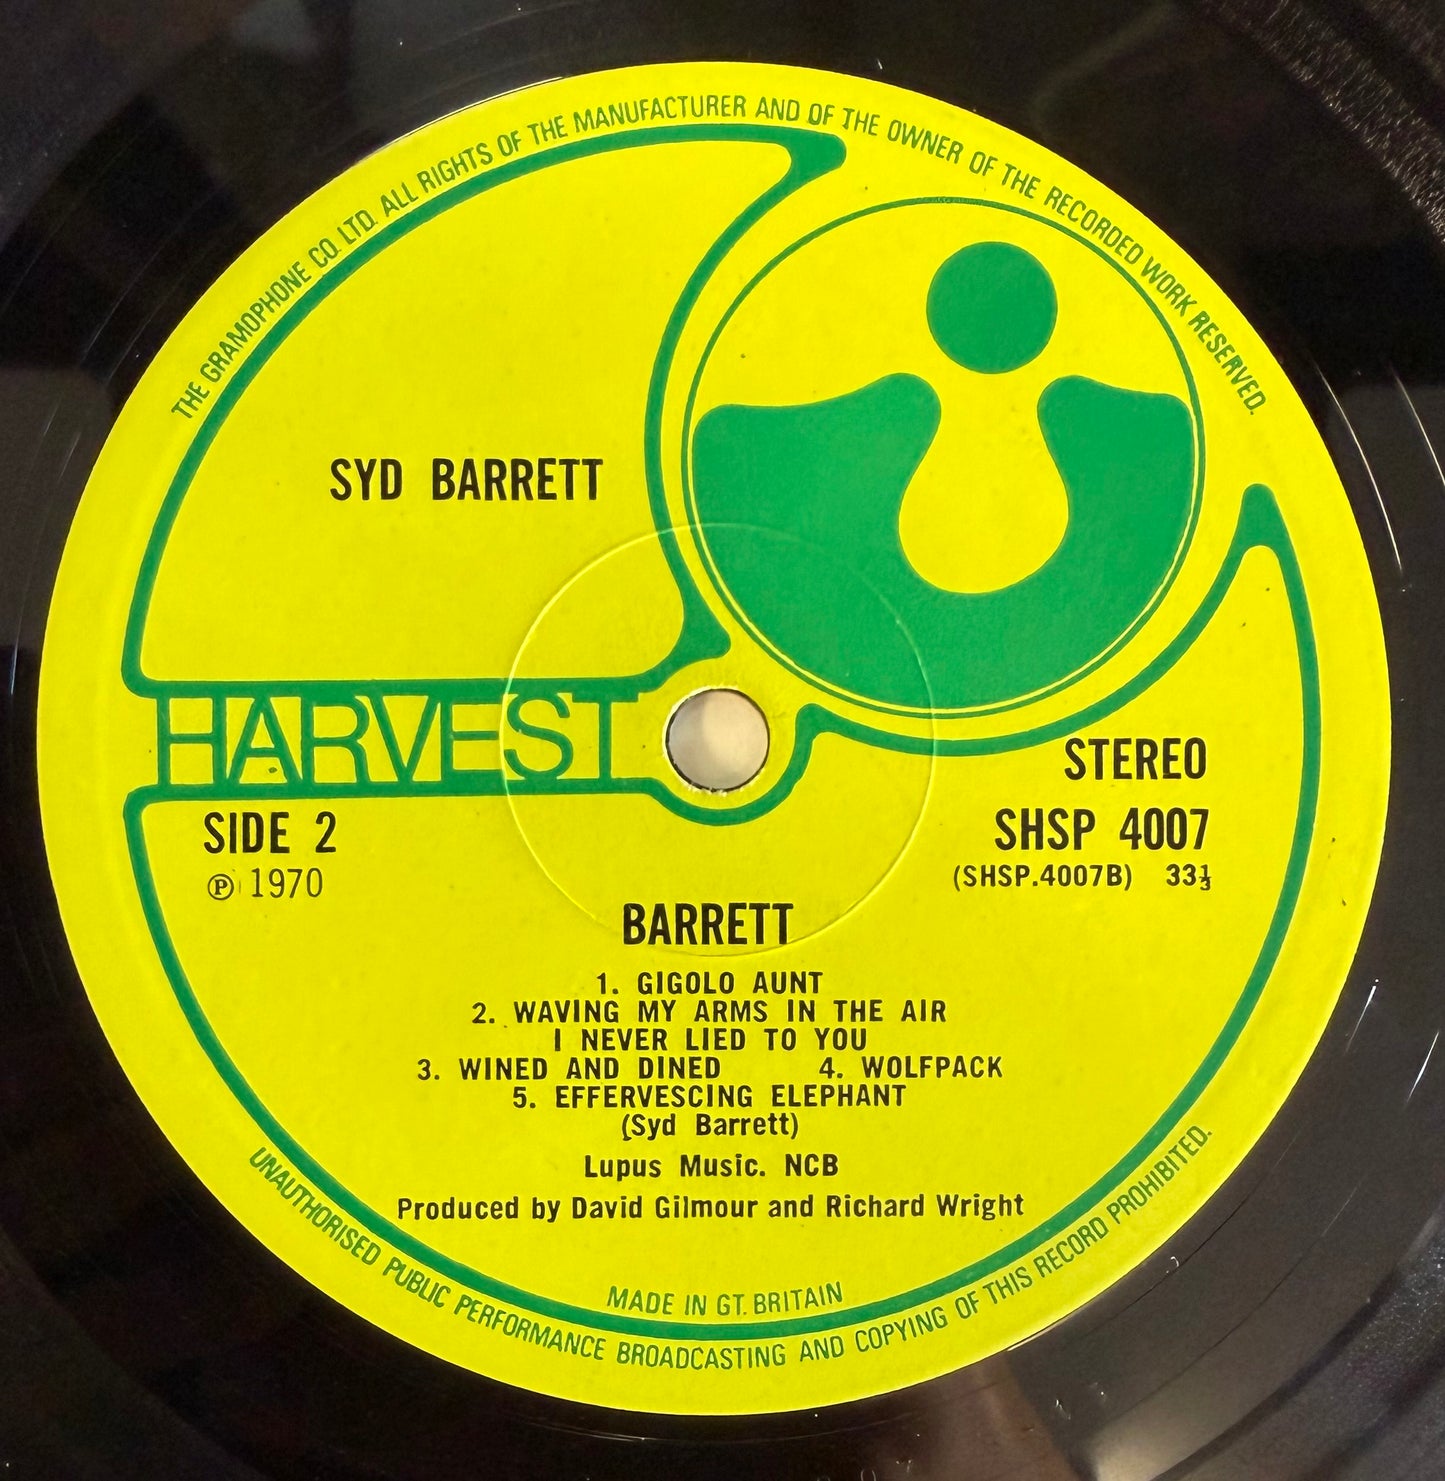 THE GRAMOPHONE CO. LTD. ALL RIGHTS OF THE MANUFACTURER AND OF THE OWNER OF THE RECORDED WORK RESERVED.
SYD BARRETT
HARVEST
STEREO
SIDE 2
SHSP 4007
℗ 1970
(SHSP.4007B) 33⅓
BARRETT
1. GIGOLO AUNT
2. WAVING MY ARMS IN THE AIR
I NEVER LIED TO YOU
3. WINED AND DINED 4. WOLFPACK
5. EFFERVESCING ELEPHANT
(Syd Barrett)
Lupus Music. NCB
Produced by David Gilmour and Richard Wright
MADE IN GT. BRITAIN
UNAUTHORISED PUBLIC PERFORMANCE BROADCASTING AND COPYING OF THIS RECORD PROHIBITED.